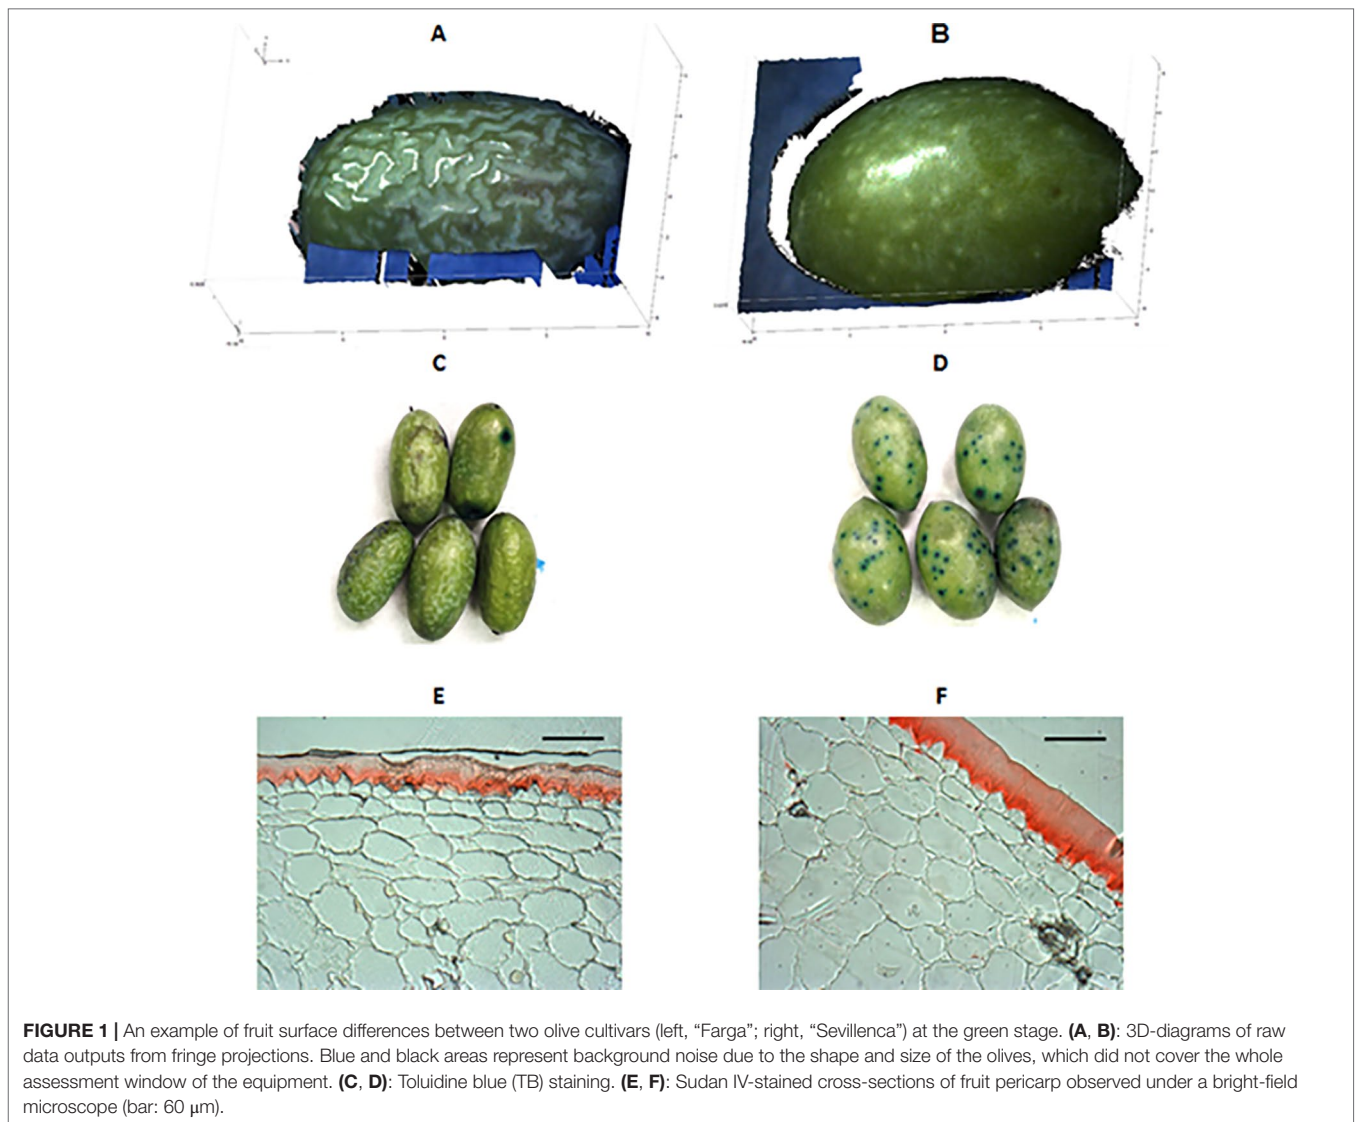 A
B
C
D
E
F
FIGURE 1 | An example of fruit surface differences between two olive cultivars (left, “Farga”; right, “Sevillenca”) at the green stage. (A, B): 3D-diagrams of raw
data outputs from fringe projections. Blue and black areas represent background noise due to the shape and size of the olives, which did not cover the whole
assessment window of the equipment. (C, D): Toluidine blue (TB) staining. (E, F): Sudan IV-stained cross-sections of fruit pericarp observed under a bright-field
microscope (bar: 60 μm).